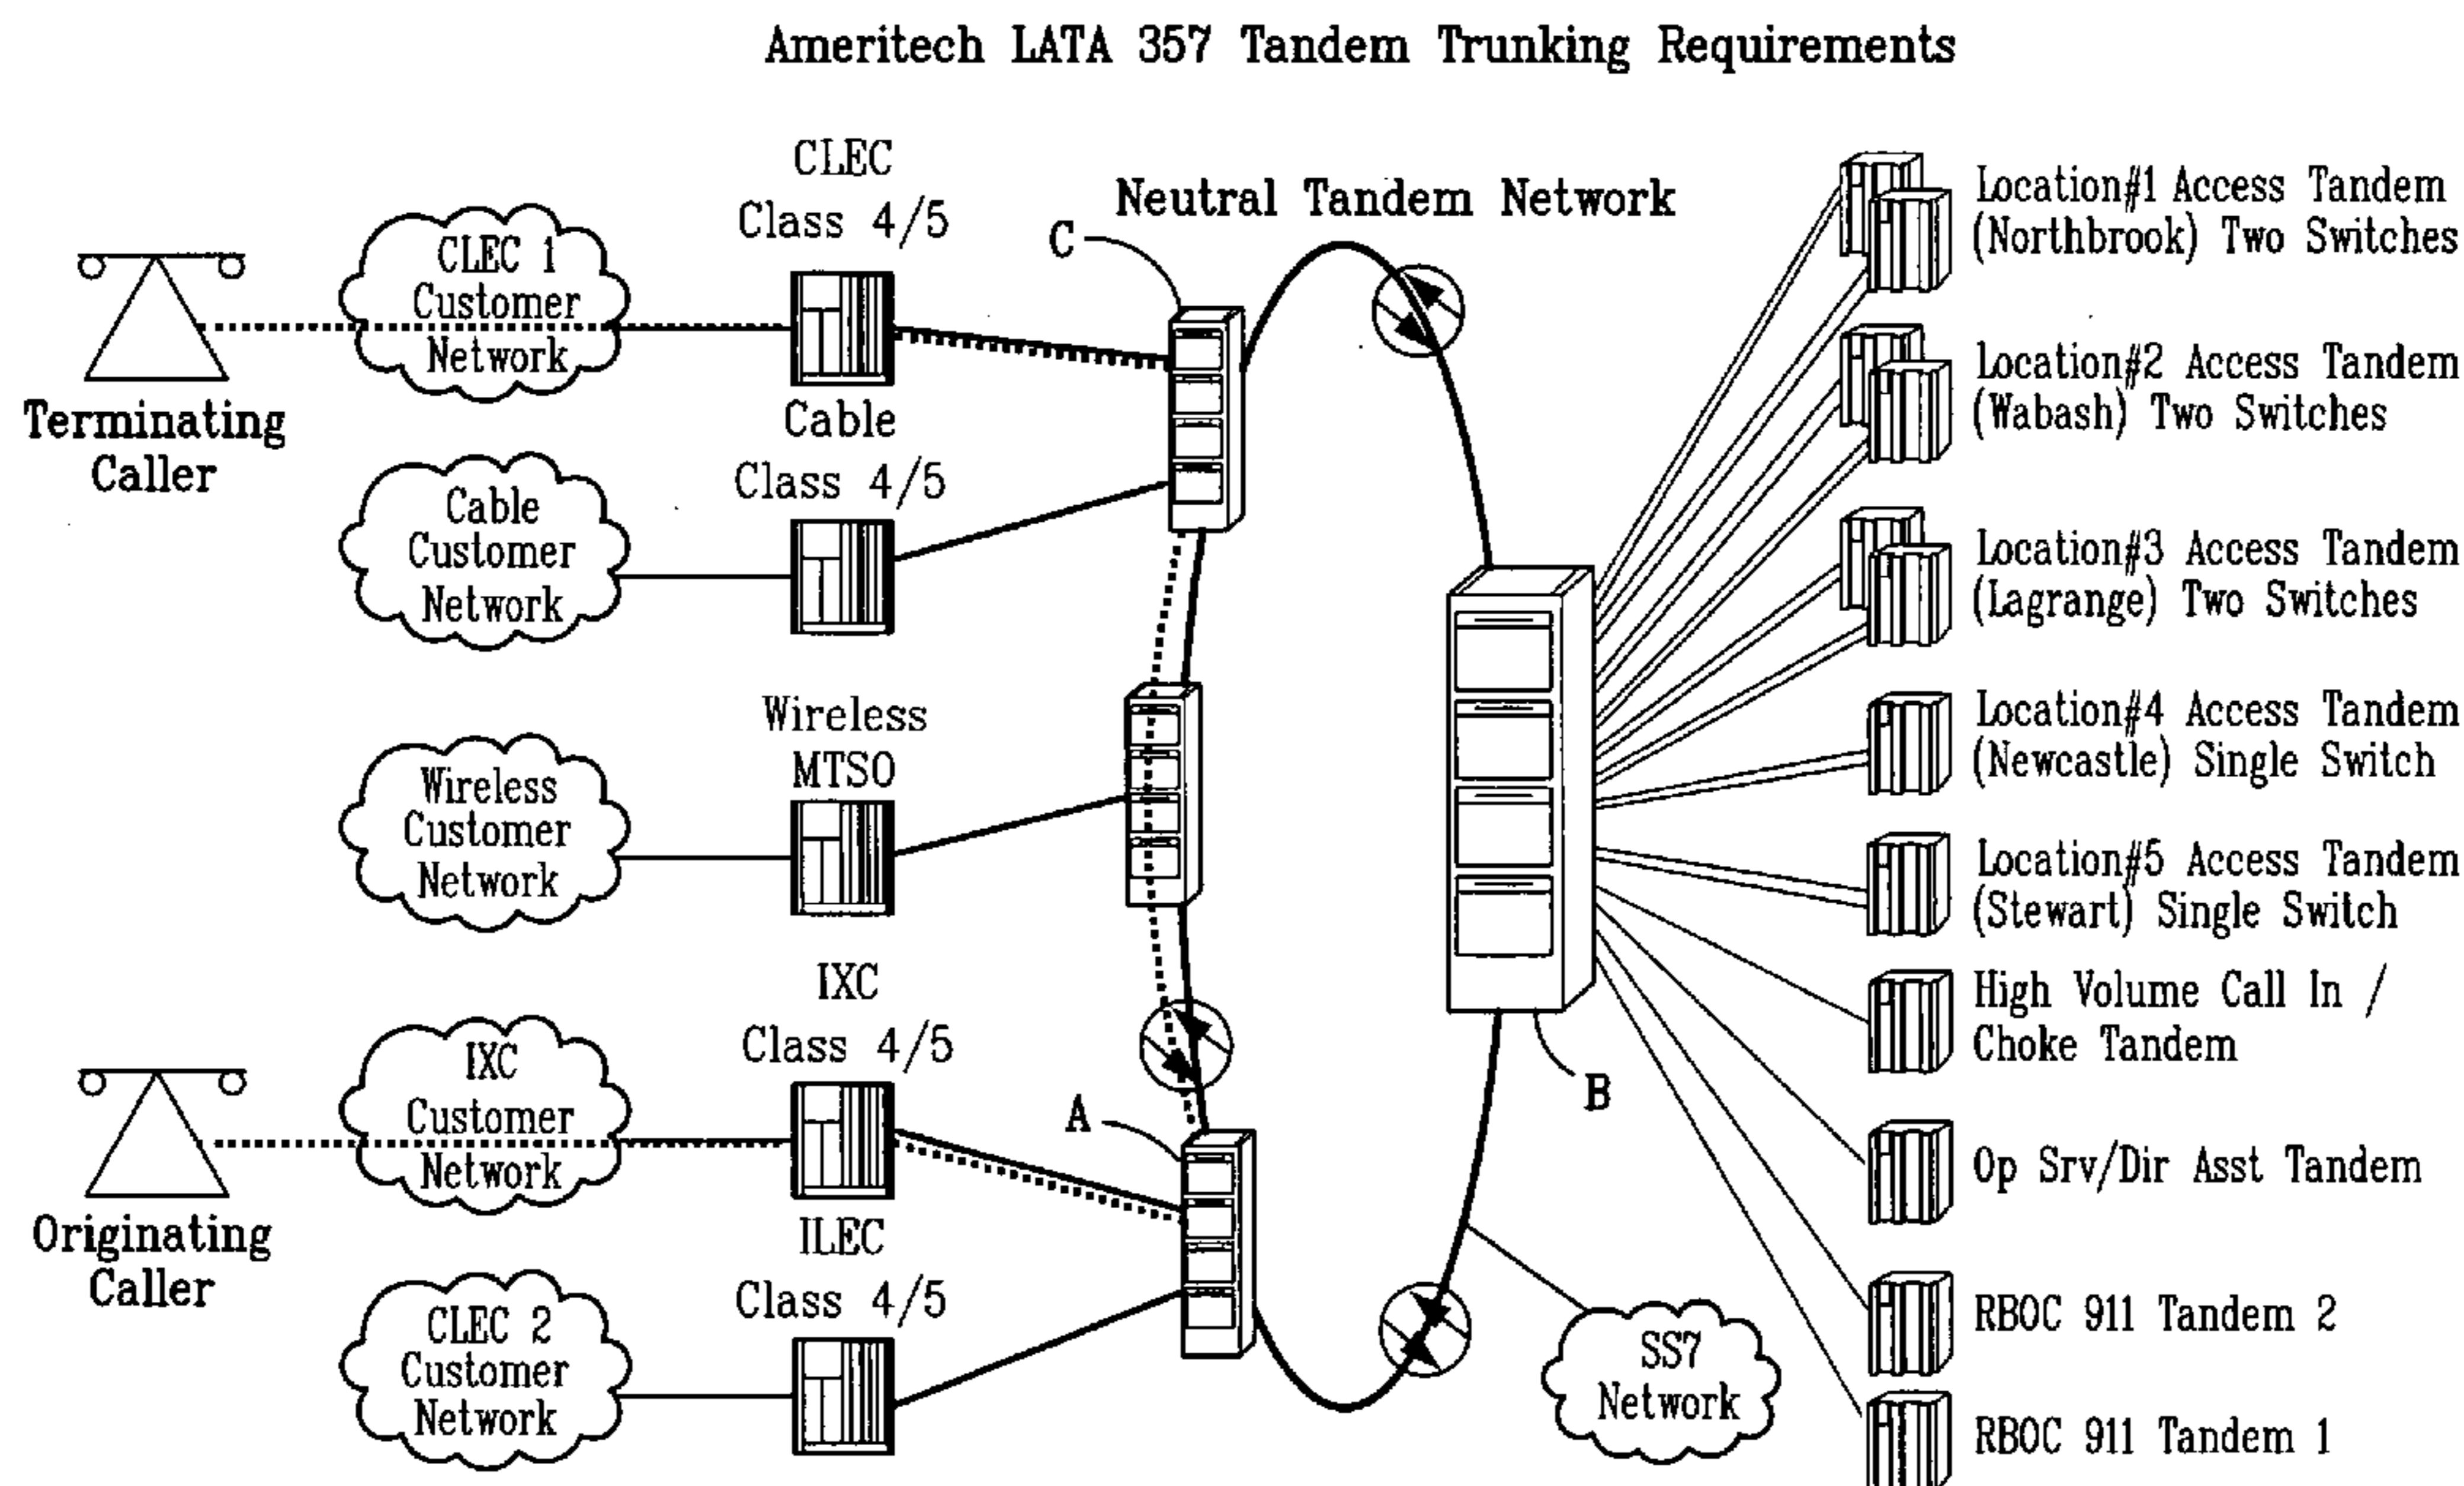 Ameritech LATA 357 Tandem Trunking Requirements
CLEC
Class 4/5
Neutral Tandem Network
C
CLEC 1
Customer
Network
Terminating
Caller
Cable
Class 4/5
Cable
Customer
Network
Wireless
MTSO
Wireless
Customer
Network
IXC
Class 4/5
IXC
Customer
Network
A
B
Originating
Caller
ILEC
Class 4/5
CLEC 2
Customer
Network
SS7
Network
Location#1 Access Tandem
(Northbrook) Two Switches
Location#2 Access Tandem
(Wabash) Two Switches
Location#3 Access Tandem
(Lagrange) Two Switches
Location#4 Access Tandem
(Newcastle) Single Switch
Location#5 Access Tandem
(Stewart) Single Switch
High Volume Call In /
Choke Tandem
Op Srv/Dir Asst Tandem
RBOC 911 Tandem 2
RBOC 911 Tandem 1